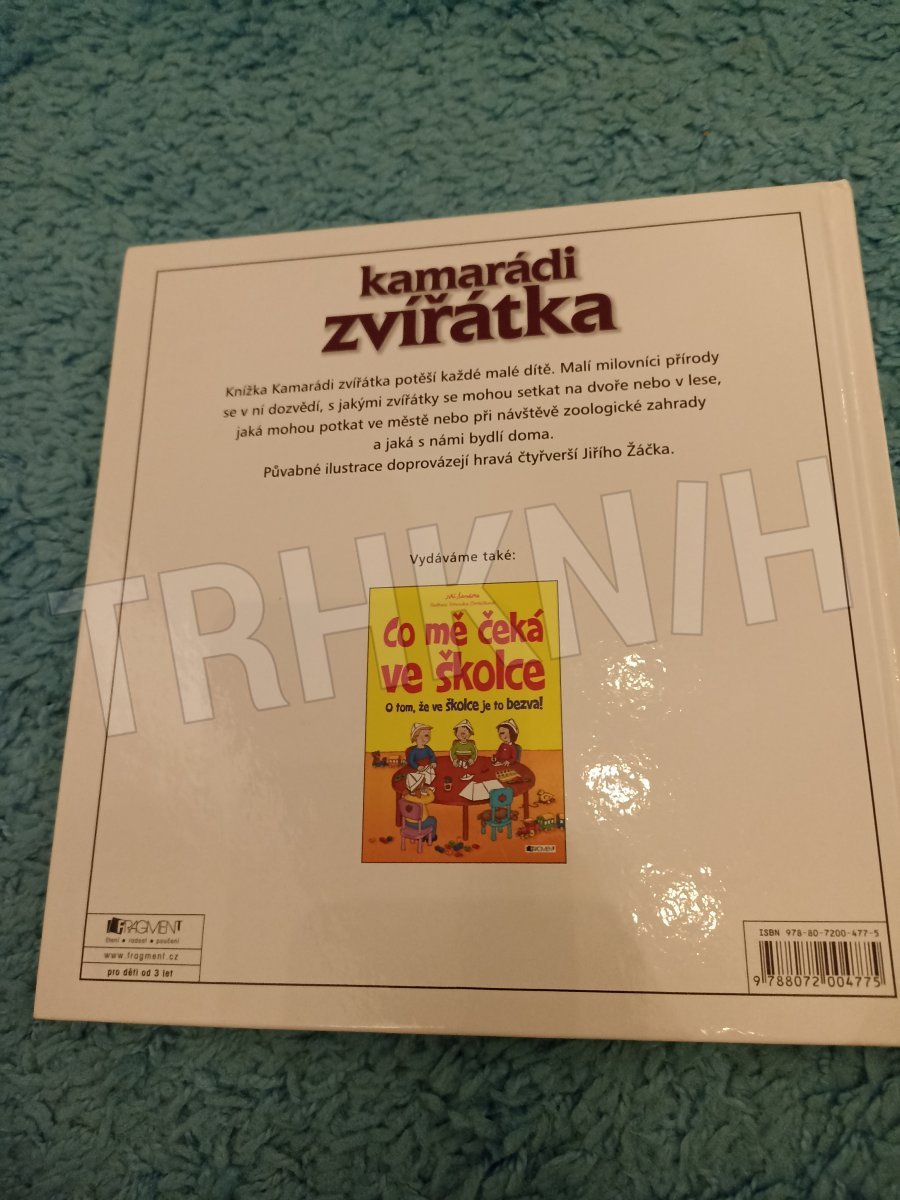 kamarádi
zvířátka
Knížka Kamarádi zvířátka potěší každé malé dítě. Malí milovníci přírody
se v ní dozvědí, s jakými zvířátky se mohou setkat na dvoře nebo v lese,
jaká mohou potkat ve městě nebo při návštěvě zoologické zahrady
a jaká s námi bydlí doma.
Půvabné ilustrace doprovázejí hravá čtyřverší Jiřího Žáčka.
TRHKNIH
Vydáváme také:
Co mě čeká
ve školce
O tom, že ve školce je to bezva!
FRAGMENT
FRAGMENT
čtení • radost • poučení
www.fragment.cz
pro děti od 3 let
ISBN 978-80-7200-477-5
9 788072 004775